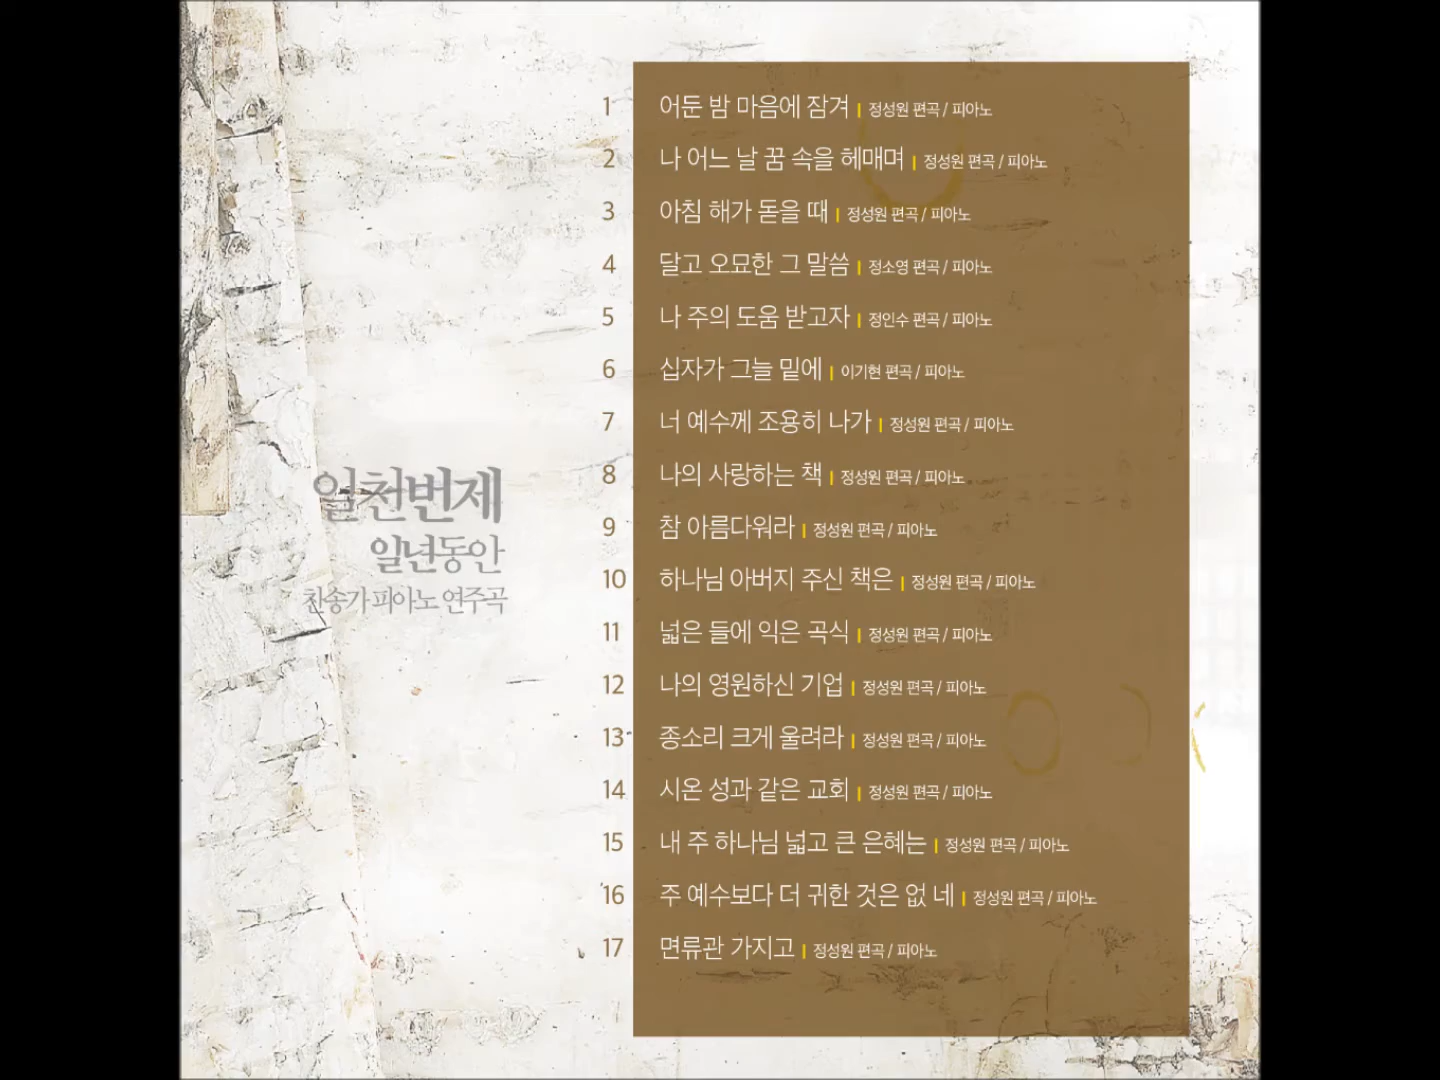 일천번제
일년동안
찬송가 피아노 연주곡
1 어둔 밤 마음에 잠겨 | 정성원 편곡 / 피아노
2 나 어느 날 꿈 속을 헤매며 | 정성원 편곡 / 피아노
3 아침 해가 돋을 때 | 정성원 편곡 / 피아노
4 달고 오묘한 그 말씀 | 정소영 편곡 / 피아노
5 나 주의 도움 받고자 | 정인수 편곡 / 피아노
6 십자가 그늘 밑에 | 이기현 편곡 / 피아노
7 너 예수께 조용히 나가 | 정성원 편곡 / 피아노
8 나의 사랑하는 책 | 정성원 편곡 / 피아노
9 참 아름다워라 | 정성원 편곡 / 피아노
10 하나님 아버지 주신 책은 | 정성원 편곡 / 피아노
11 넓은 들에 익은 곡식 | 정성원 편곡 / 피아노
12 나의 영원하신 기업 | 정성원 편곡 / 피아노
13 종소리 크게 울려라 | 정성원 편곡 / 피아노
14 시온 성과 같은 교회 | 정성원 편곡 / 피아노
15 내 주 하나님 넓고 큰 은혜는 | 정성원 편곡 / 피아노
16 주 예수보다 더 귀한 것은 없 네 | 정성원 편곡 / 피아노
17 면류관 가지고 | 정성원 편곡 / 피아노